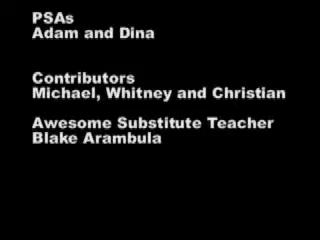 PSAs
Adam and Dina
Contributors
Michael, Whitney and Christian
Awesome Substitute Teacher
Blake Arambula